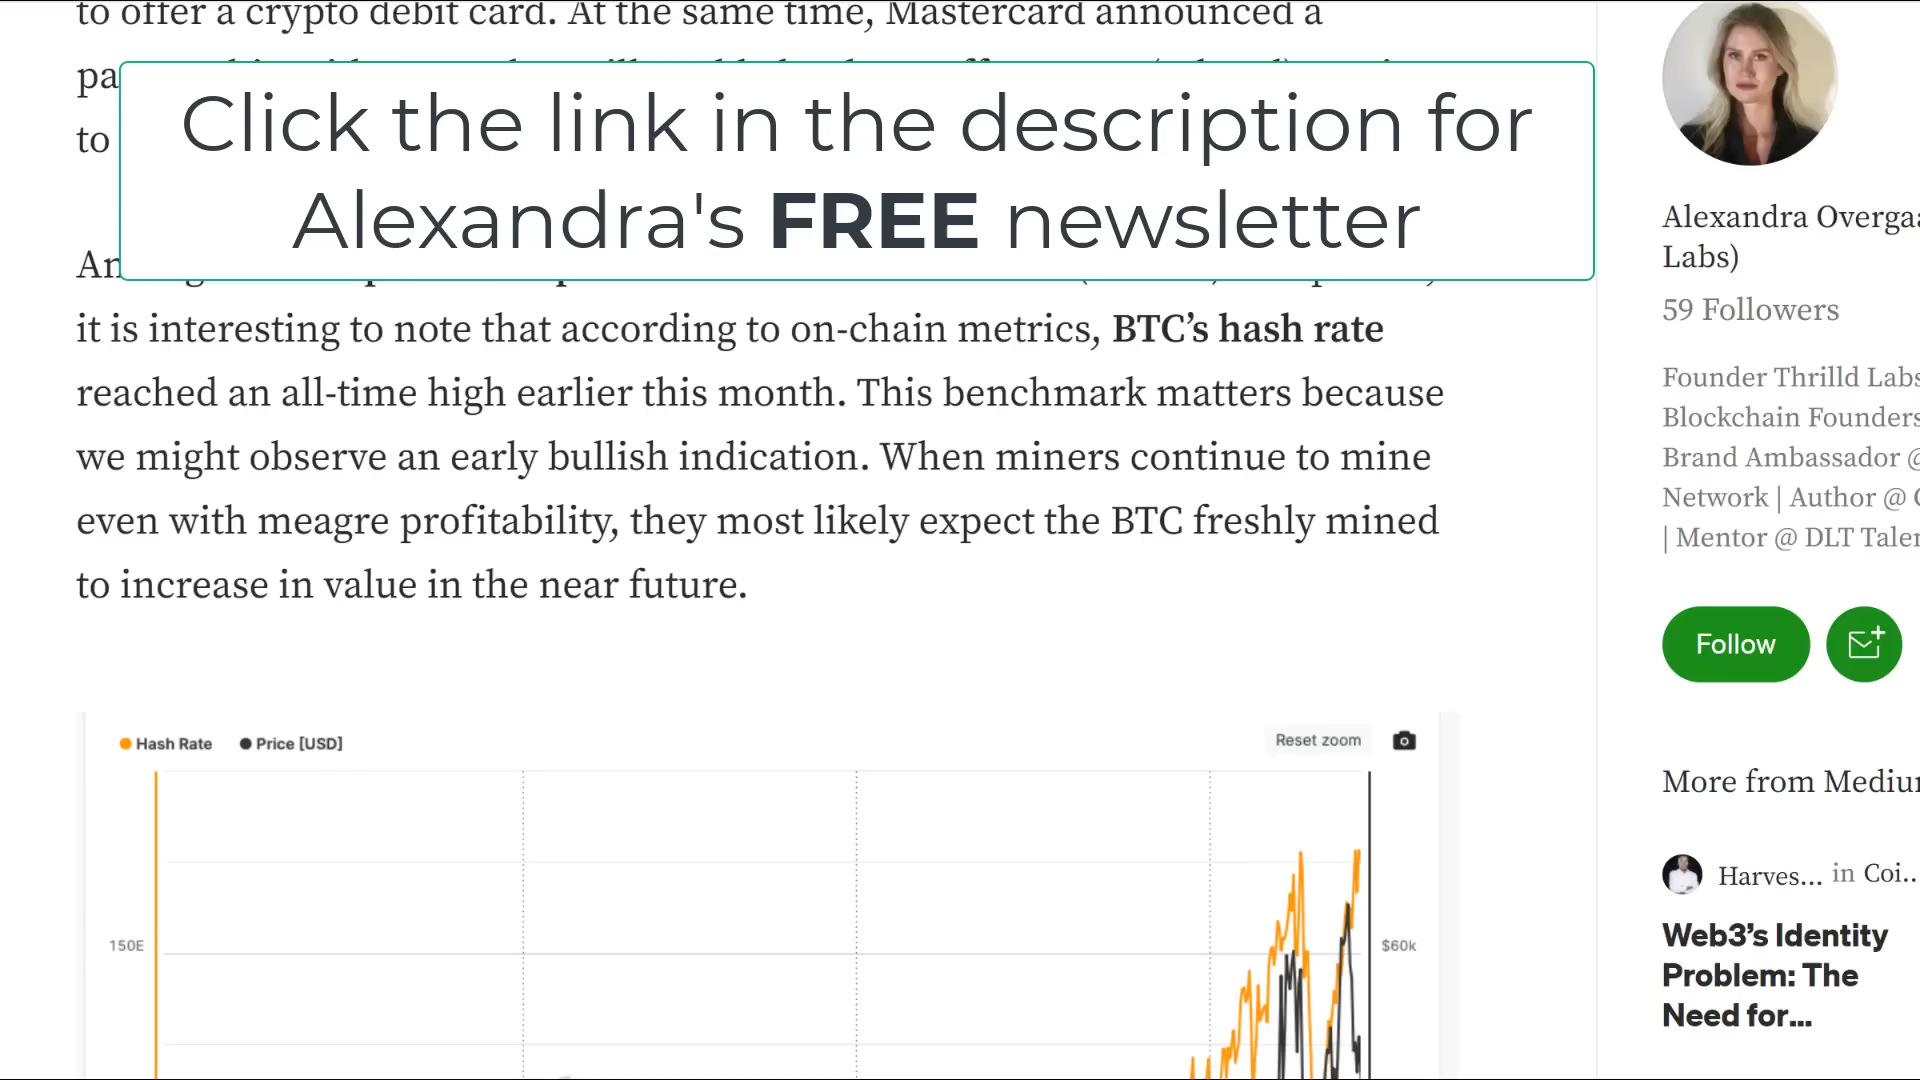 to offer a crypto debit card. At the same time, Mastercard announced a
pa
to
Click the link in the description for
Alexandra's FREE newsletter
An
it is interesting to note that according to on-chain metrics, BTC’s hash rate
reached an all-time high earlier this month. This benchmark matters because
we might observe an early bullish indication. When miners continue to mine
even with meagre profitability, they most likely expect the BTC freshly mined
to increase in value in the near future.
Hash Rate
Price [USD]
Reset zoom
150E
$60k
Alexandra Overgaa
Labs)
59 Followers
Founder Thrilld Labs
Blockchain Founders
Brand Ambassador @
Network | Author @
| Mentor @ DLT Talen
Follow
More from Medium
Harves... in Coi..
Web3’s Identity
Problem: The
Need for...